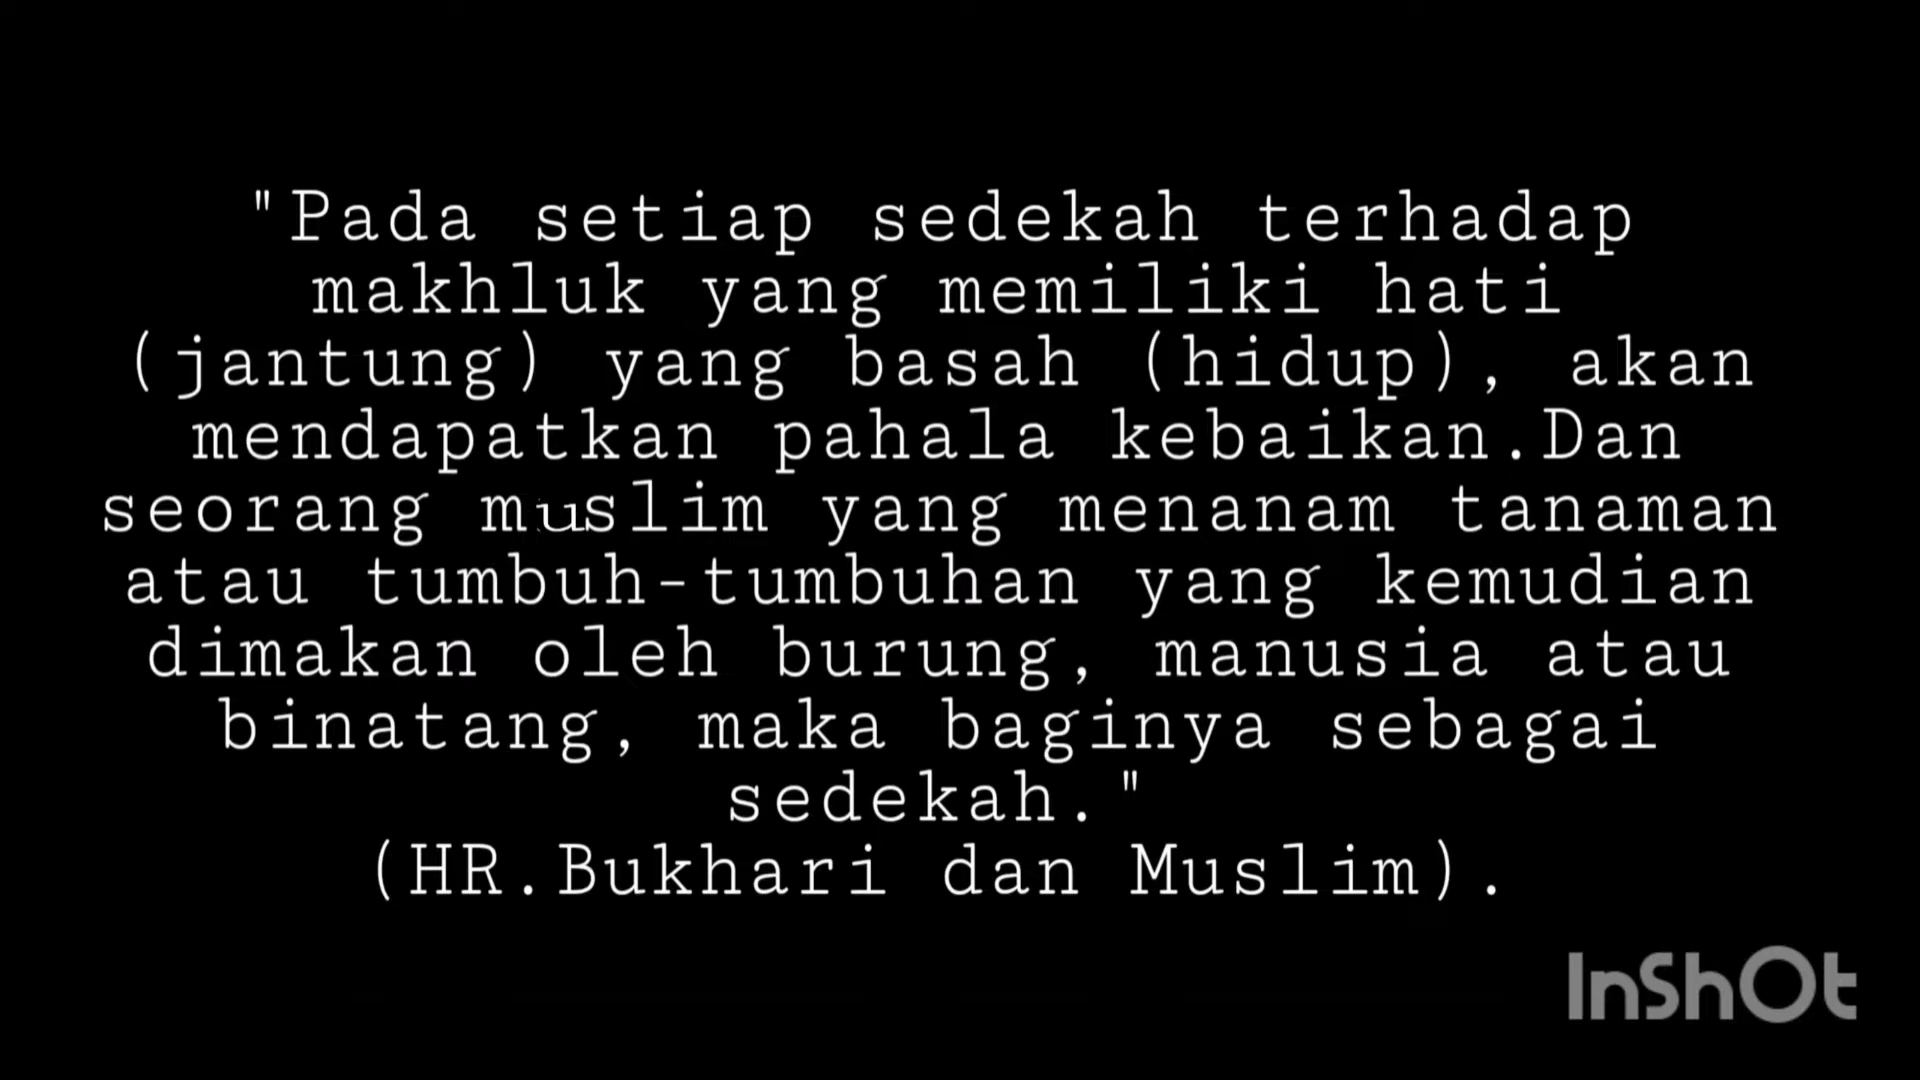 "Pada setiap sedekah terhadap
makhluk yang memiliki hati
(jantung) yang basah (hidup), akan
mendapatkan pahala kebaikan.Dan
seorang muslim yang menanam tanaman
atau tumbuh-tumbuhan yang kemudian
dimakan oleh burung, manusia atau
binatang, maka baginya sebagai
sedekah."
(HR.Bukhari dan Muslim).
InShOt